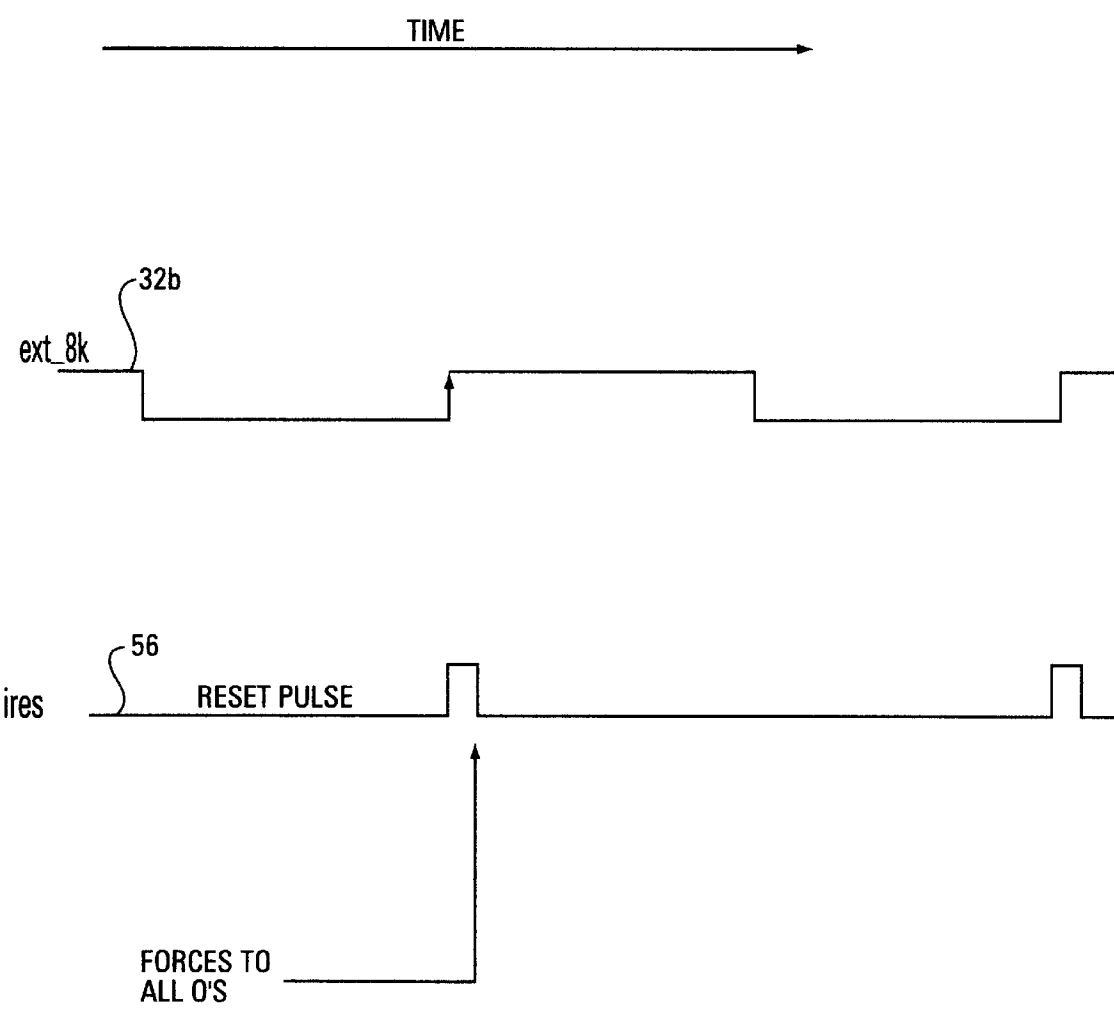 TIME
32b
ext_8k
56
ires
RESET PULSE
FORCES TO
ALL 0'S